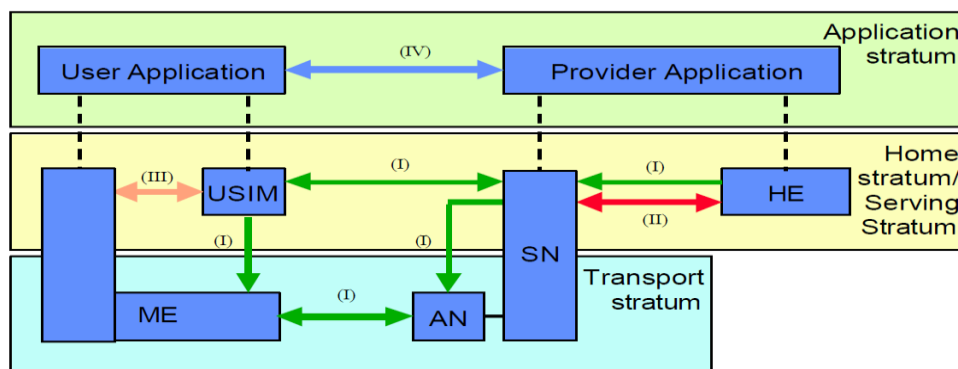 Application
stratum
(IV)
User Application
Provider Application
Home
stratum/
Serving
Stratum
(III)
USIM
(I)
(I)
HE
(II)
(I)
(I)
SN
Transport
stratum
ME
(I)
AN